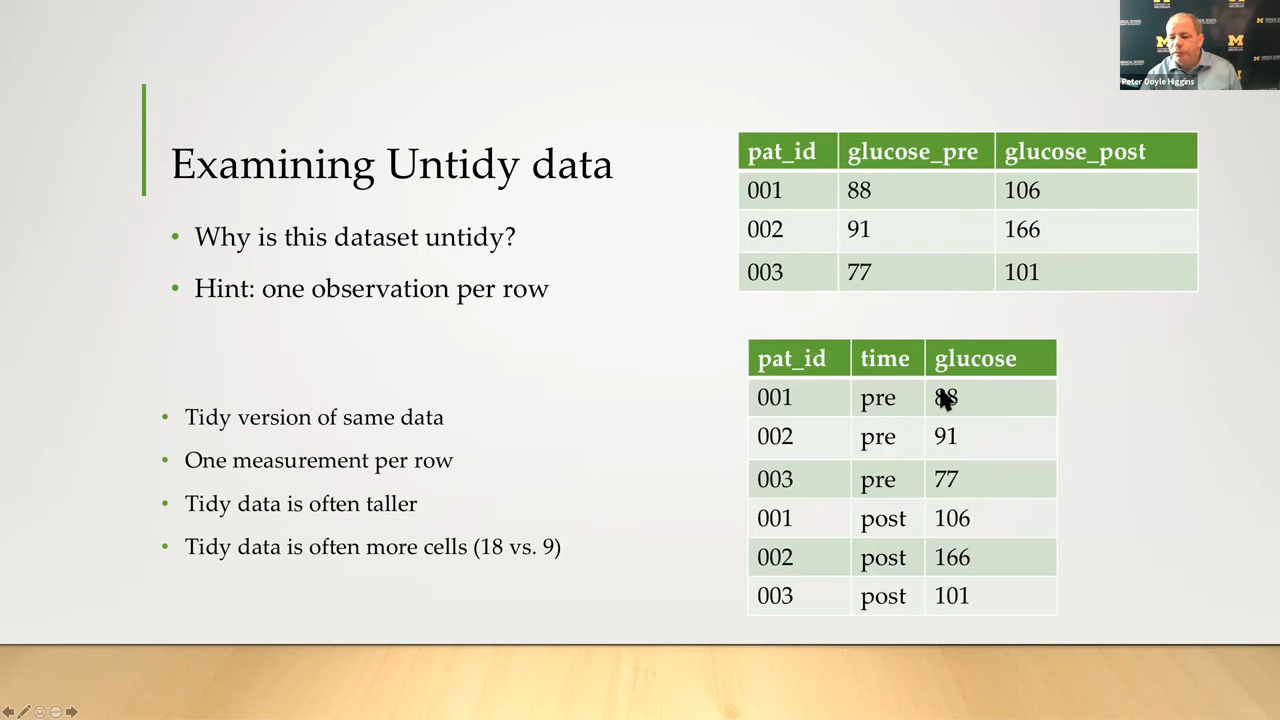 Peter Doyle Higgins
Examining Untidy data
• Why is this dataset untidy?
• Hint: one observation per row
pat_id glucose_pre glucose_post
001 88 106
002 91 166
003 77 101
• Tidy version of same data
• One measurement per row
• Tidy data is often taller
• Tidy data is often more cells (18 vs. 9)
pat_id time glucose
001 pre 88
002 pre 91
003 pre 77
001 post 106
002 post 166
003 post 101